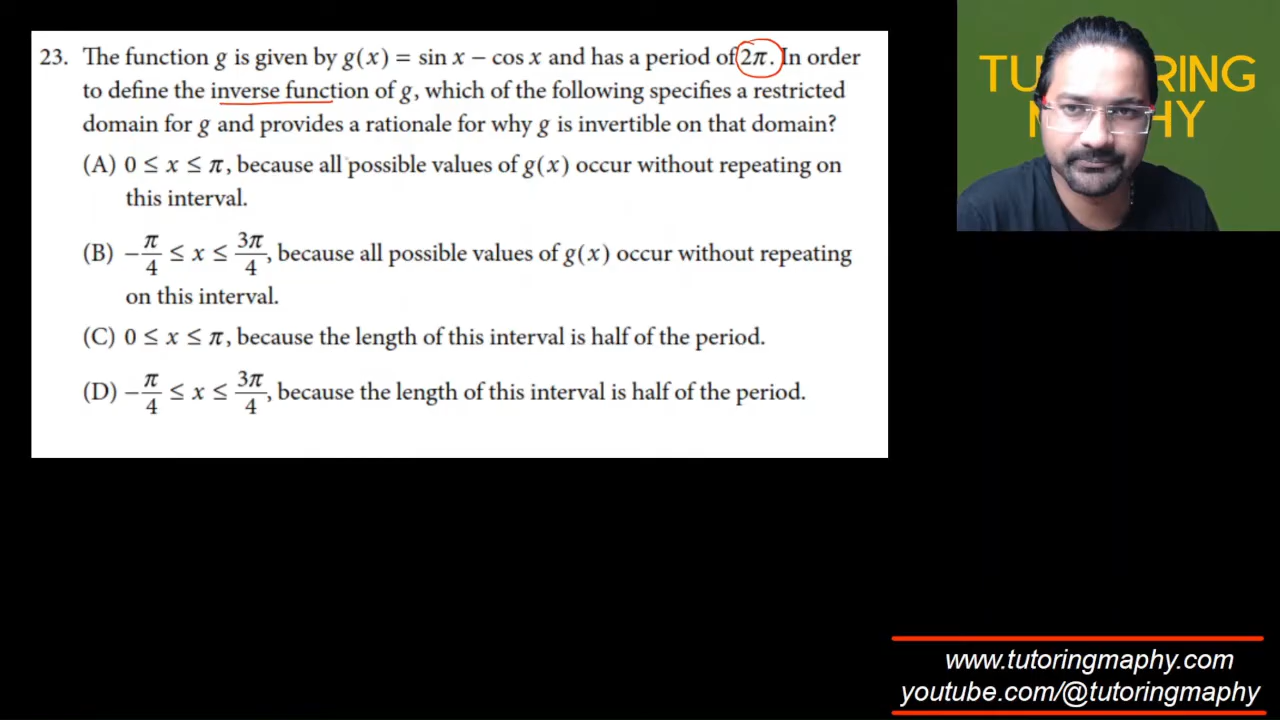 23. The function g is given by g(x) = sin x − cos x and has a period of 2π. In order
to define the inverse function of g, which of the following specifies a restricted
domain for g and provides a rationale for why g is invertible on that domain?
(A) 0 ≤ x ≤ π, because all possible values of g(x) occur without repeating on
this interval.
(B) −π/4 ≤ x ≤ 3π/4, because all possible values of g(x) occur without repeating
on this interval.
(C) 0 ≤ x ≤ π, because the length of this interval is half of the period.
(D) −π/4 ≤ x ≤ 3π/4, because the length of this interval is half of the period.
TU RING
M HY
www.tutoringmaphy.com
youtube.com/@tutoringmaphy